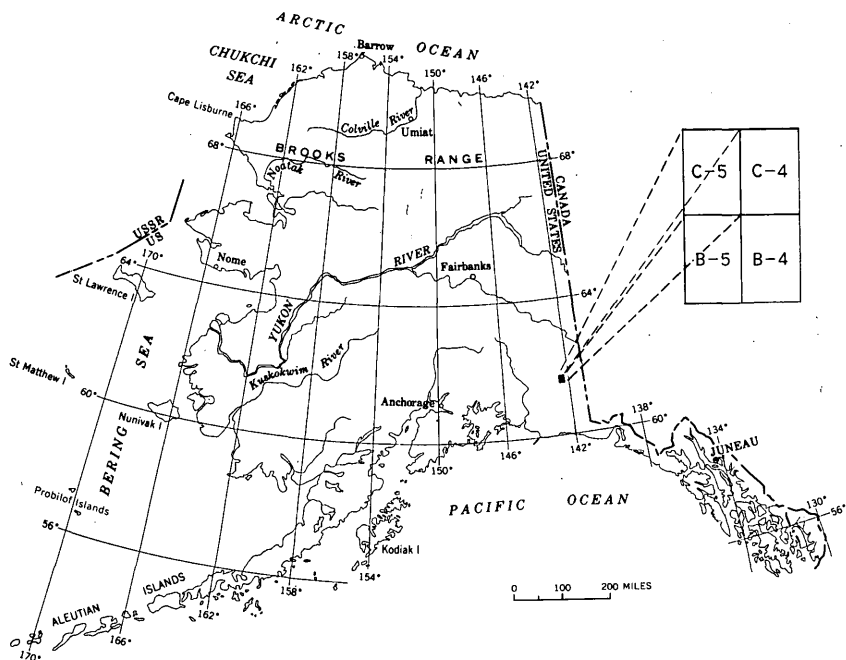 ARCTIC OCEAN
Barrow
CHUKCHI
SEA
162°
158°
154°
150°
146°
142°
166°
Cape Lisburne
Colville River
Umiat
68°
BROOKS RANGE
68°
Noatak River
UNITED STATES
CANADA
C-5
C-4
B-5
B-4
USSR
US
170°
64°
Nome
St Lawrence I
YUKON RIVER
Fairbanks
64°
BERING SEA
St Matthew I
60°
Nunivak I
Kuskokwim River
Anchorage
150°
146°
142°
138°
60°
134°
JUNEAU
130°
56°
Probilof Islands
56°
PACIFIC OCEAN
Kodiak I
154°
158°
162°
166°
170°
ALEUTIAN ISLANDS
0 100 200 MILES